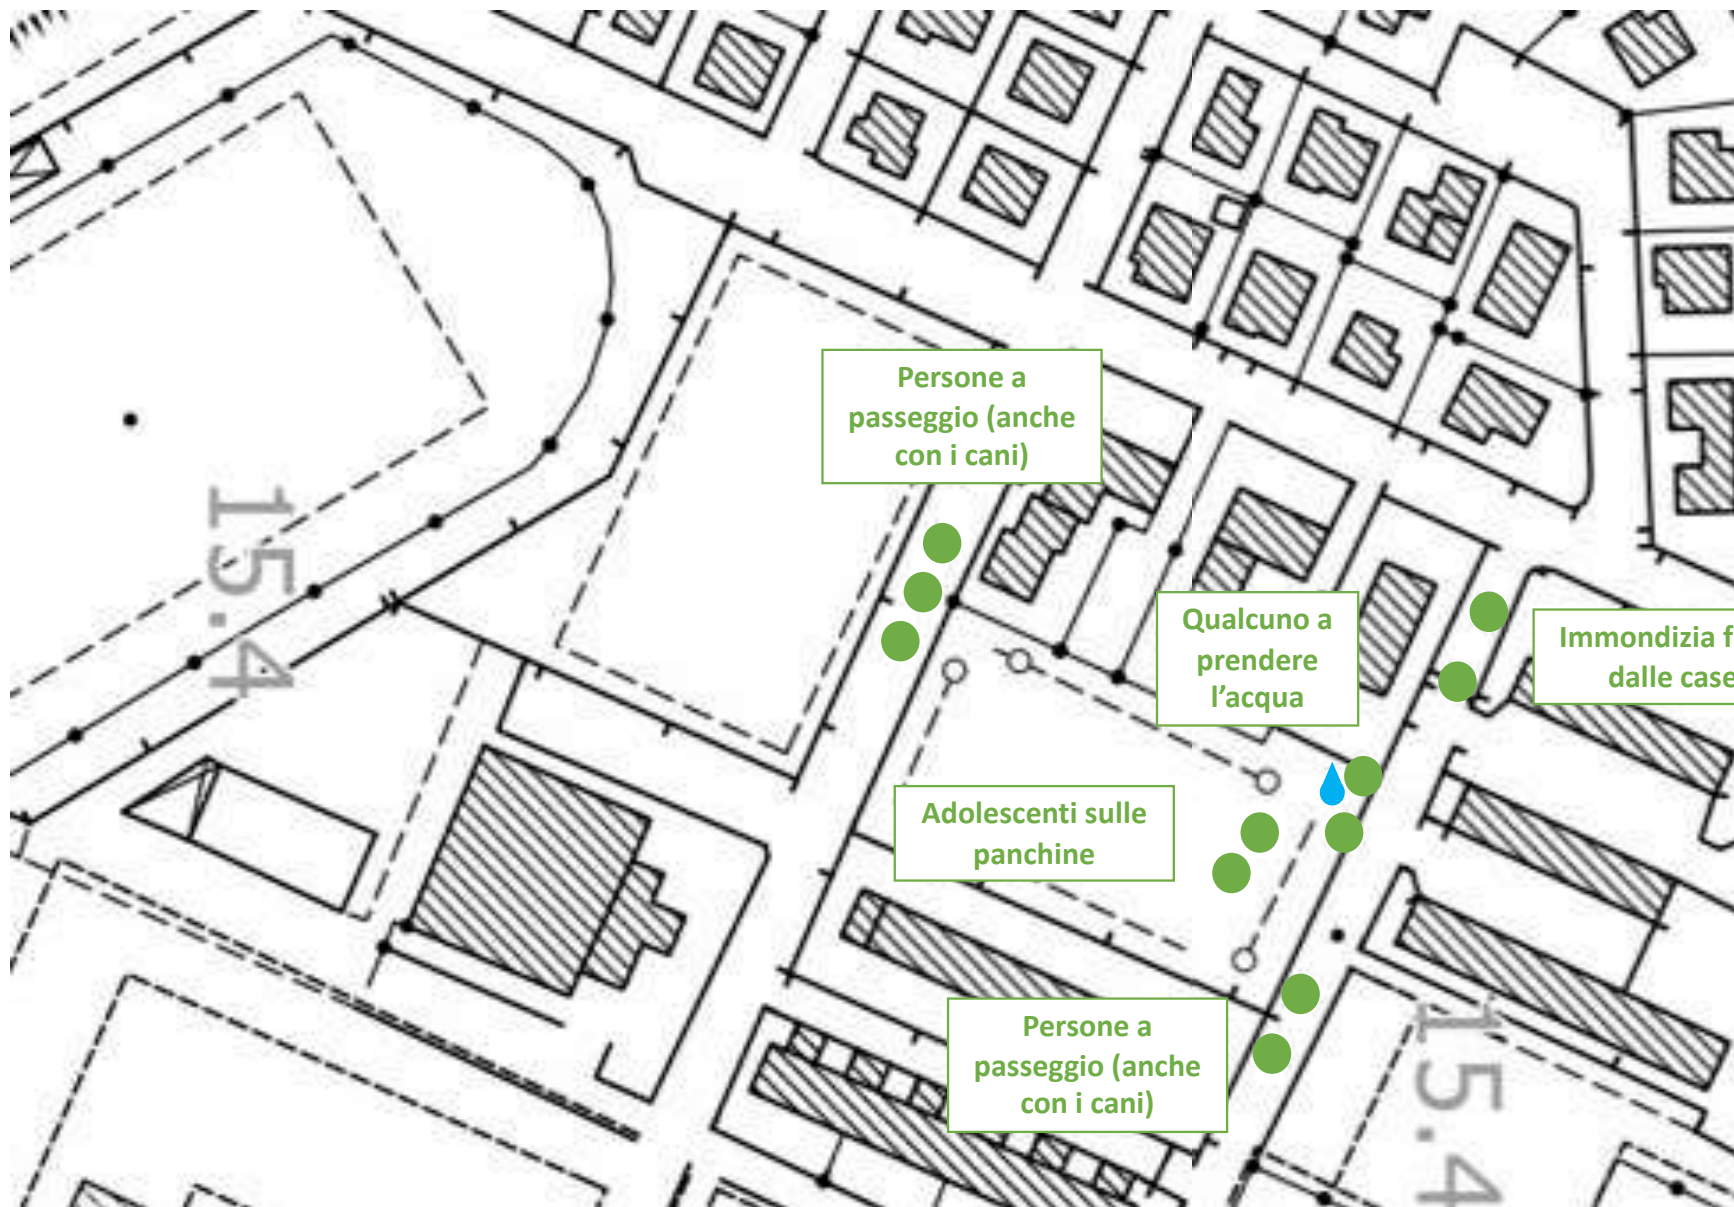 Persone a
passeggio (anche
con i cani)
15.4
Qualcuno a
prendere
l'acqua
Immondizia f
dalle case
Adolescenti sulle
panchine
Persone a
passeggio (anche
con i cani)
15.4